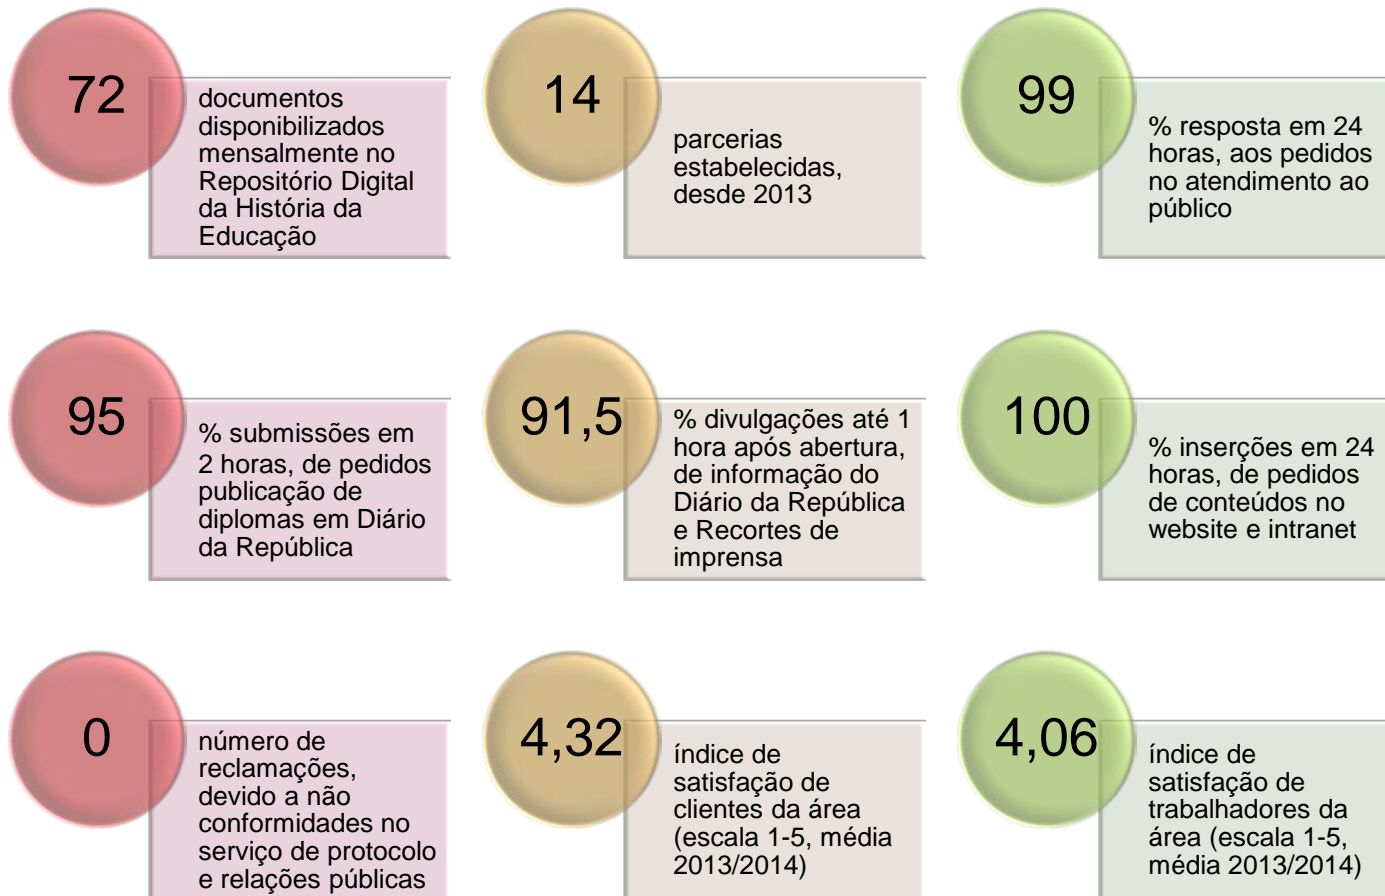 72
documentos
disponibilizados
mensalmente no
Repositório Digital
da História da
Educação
14
parcerias
estabelecidas,
desde 2013
99
% resposta em 24
horas, aos pedidos
no atendimento ao
público
95
% submissões em
2 horas, de pedidos
publicação de
diplomas em Diário
da República
91,5
% divulgações até 1
hora após abertura,
de informação do
Diário da República
e Recortes de
imprensa
100
% inserções em 24
horas, de pedidos
de conteúdos no
website e intranet
0
número de
reclamações,
devido a não
conformidades no
serviço de protocolo
e relações públicas
4,32
índice de
satisfação de
clientes da área
(escala 1-5, média
2013/2014)
4,06
índice de
satisfação de
trabalhadores da
área (escala 1-5,
média 2013/2014)